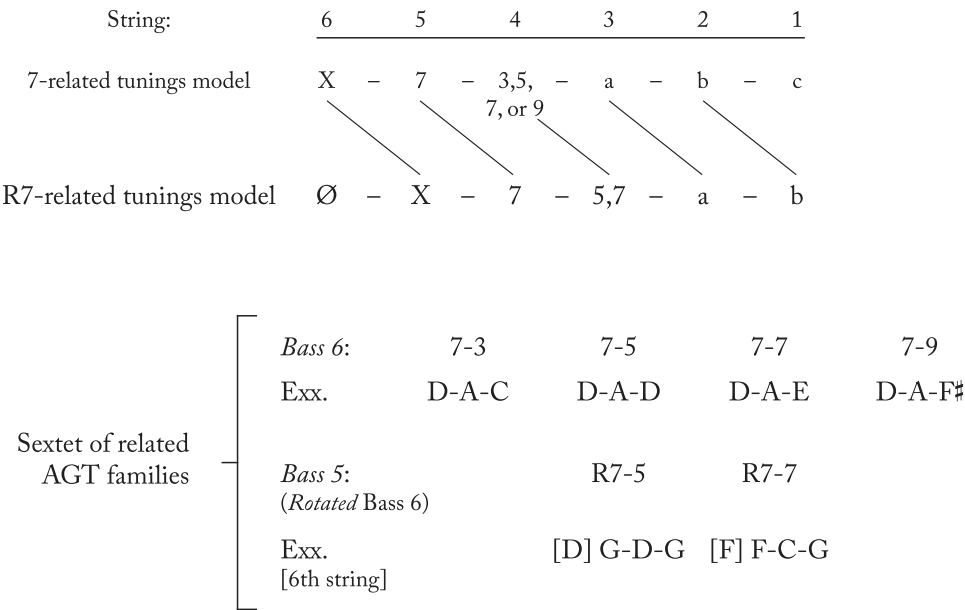 String: 6 5 4 3 2 1
7-related tunings model X – 7 – 3,5, – a – b – c
7, or 9
R7-related tunings model Ø – X – 7 – 5,7 – a – b
Bass 6: 7-3 7-5 7-7 7-9
Exx. D-A-C D-A-D D-A-E D-A-F♯
Sextet of related
AGT families
Bass 5: R7-5 R7-7
(Rotated Bass 6)
Exx. [D] G-D-G [F] F-C-G
[6th string]